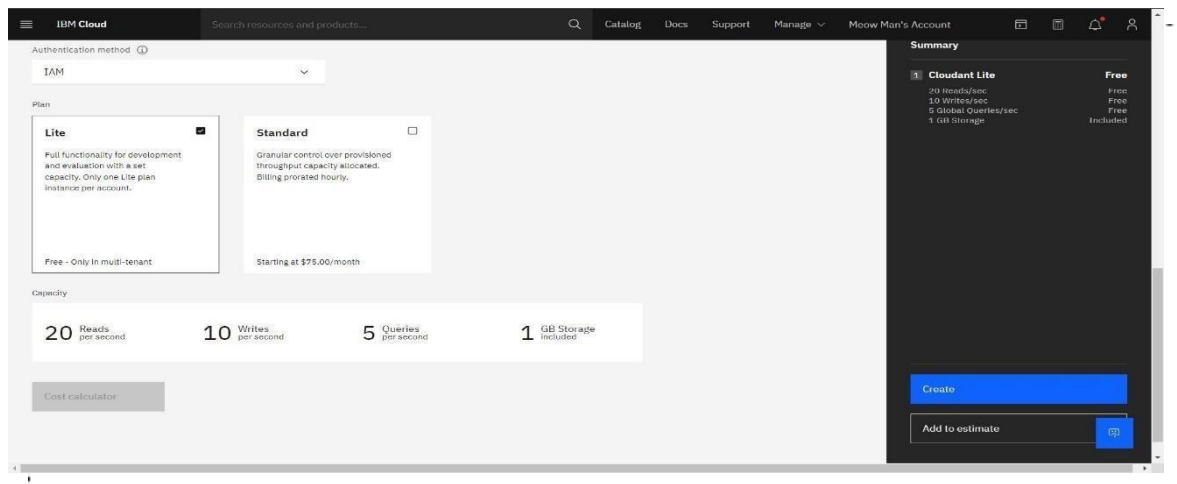 IBM Cloud
Search resources and products...
Catalog
Docs
Support
Manage
Meow Man's Account
Authentication method
IAM
Plan
Lite
Full functionality for development
and evaluation with a set
capacity. Only one Lite plan
instance per account.
Free - Only in multi-tenant
Standard
Granular control over provisioned
throughput capacity allocated.
Billing prorated hourly.
Starting at $75.00/month
Capacity
20 Reads per second
10 Writes per second
5 Queries per second
1 GB Storage included
Cost calculator
Summary
1 Cloudant Lite Free
20 Reads/sec Free
10 Writes/sec Free
5 Global Queries/sec Free
1 GB Storage Included
Create
Add to estimate